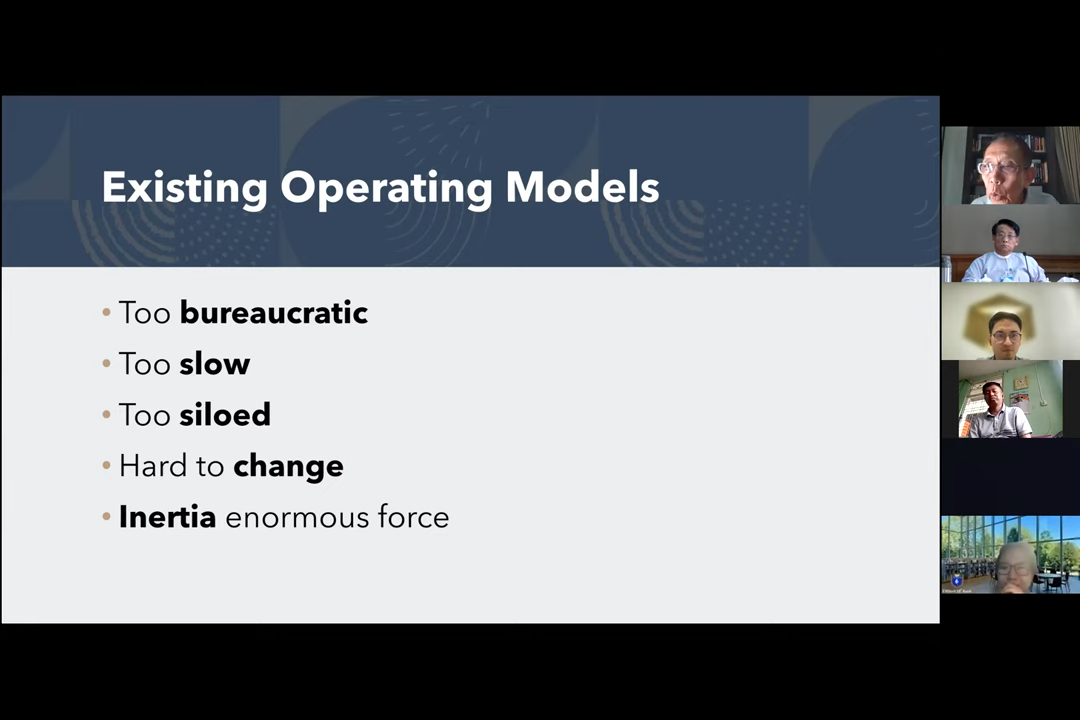 Existing Operating Models
• Too bureaucratic
• Too slow
• Too siloed
• Hard to change
• Inertia enormous force